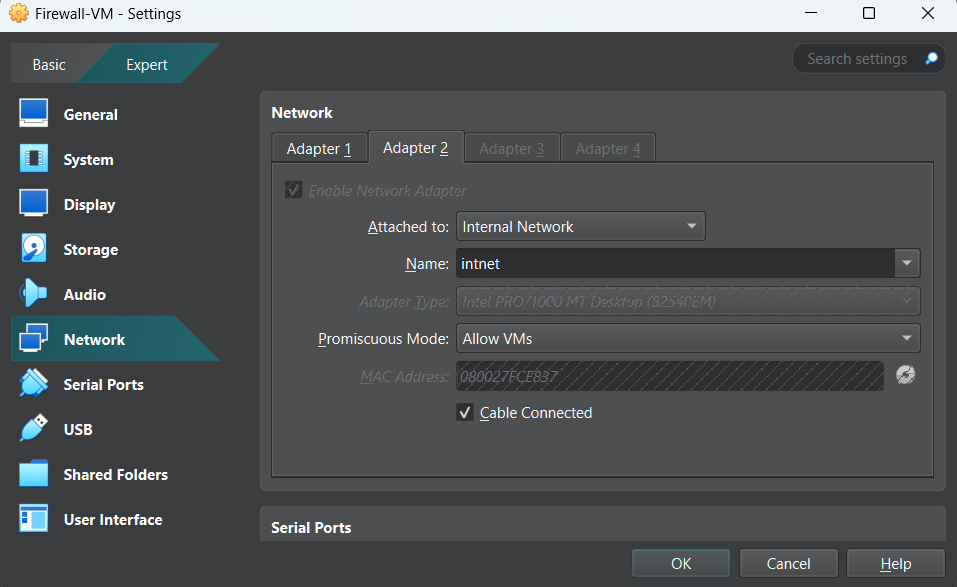 Firewall-VM - Settings
Basic
Expert
Search settings
General
System
Display
Storage
Audio
Network
Serial Ports
USB
Shared Folders
User Interface
Network
Adapter 1
Adapter 2
Adapter 3
Adapter 4
Enable Network Adapter
Attached to: Internal Network
Name: intnet
Adapter Type: Intel PRO/1000 MT Desktop (82540EM)
Promiscuous Mode: Allow VMs
MAC Address: 080027FCE837
Cable Connected
Serial Ports
OK
Cancel
Help